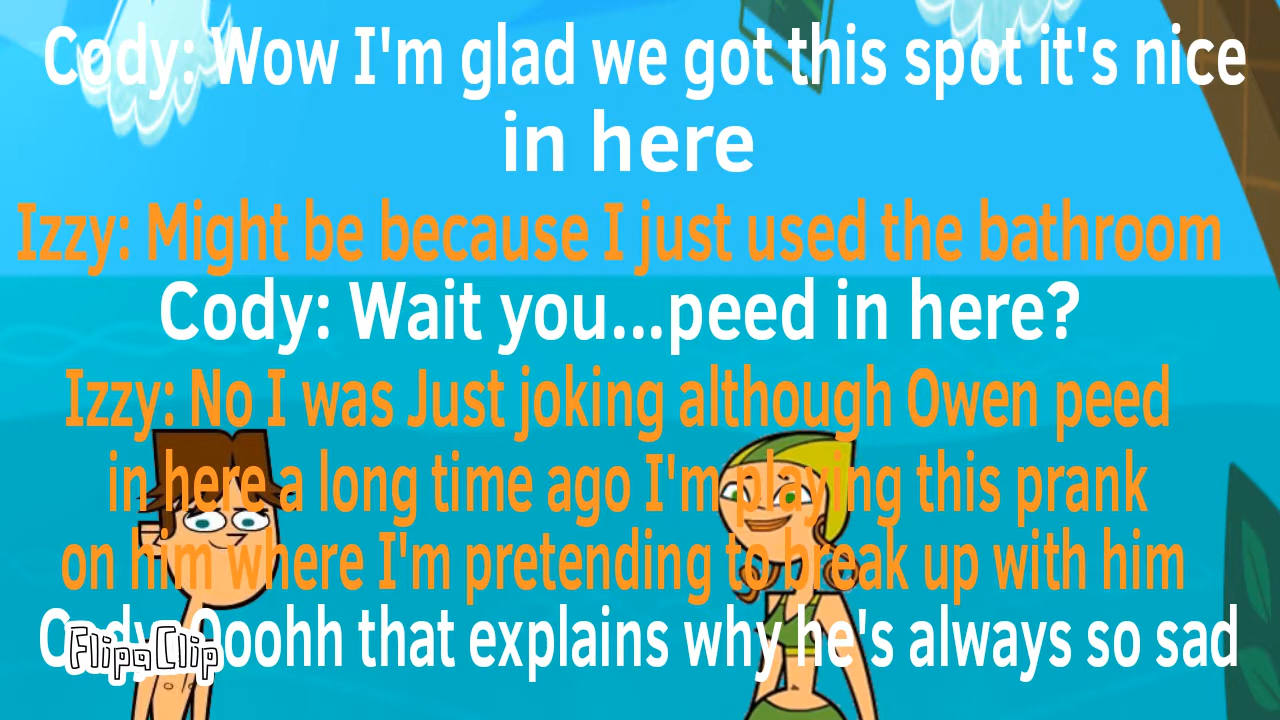 Cody: Wow I'm glad we got this spot it's nice
in here
Izzy: Might be because I just used the bathroom
Cody: Wait you...peed in here?
Izzy: No I was Just joking although Owen peed
in here a long time ago I'm playing this prank
on him where I'm pretending to break up with him
Cody: Ooohh that explains why he's always so sad
FlipaClip